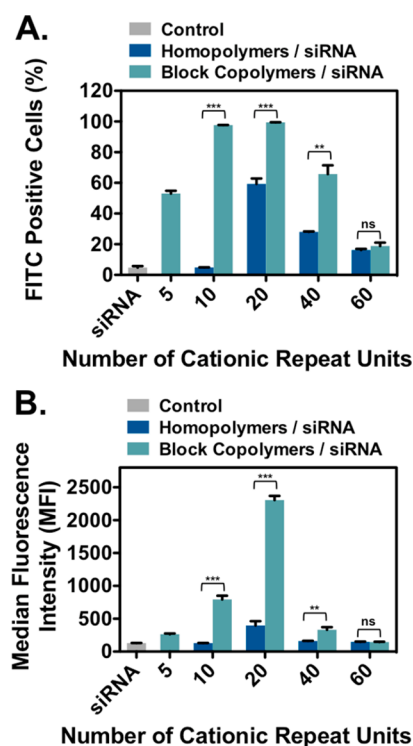 A.
Control
Homopolymers / siRNA
Block Copolymers / siRNA
FITC Positive Cells (%)
120
100
80
60
40
20
0
***
***
**
ns
siRNA
5
10
20
40
60
Number of Cationic Repeat Units
B.
Control
Homopolymers / siRNA
Block Copolymers / siRNA
Median Fluorescence
Intensity (MFI)
2500
2000
1500
1000
500
0
***
***
**
ns
siRNA
5
10
20
40
60
Number of Cationic Repeat Units